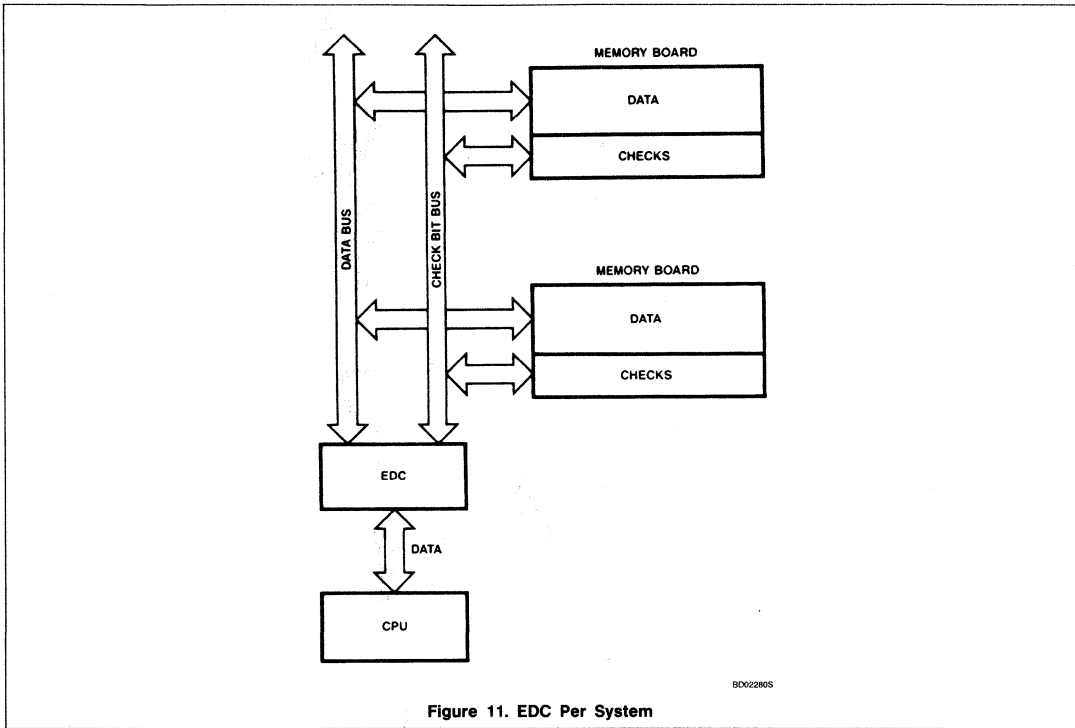 MEMORY BOARD
DATA
CHECKS
DATA BUS
CHECK BIT BUS
MEMORY BOARD
DATA
CHECKS
EDC
DATA
CPU
BD02280S
Figure 11. EDC Per System